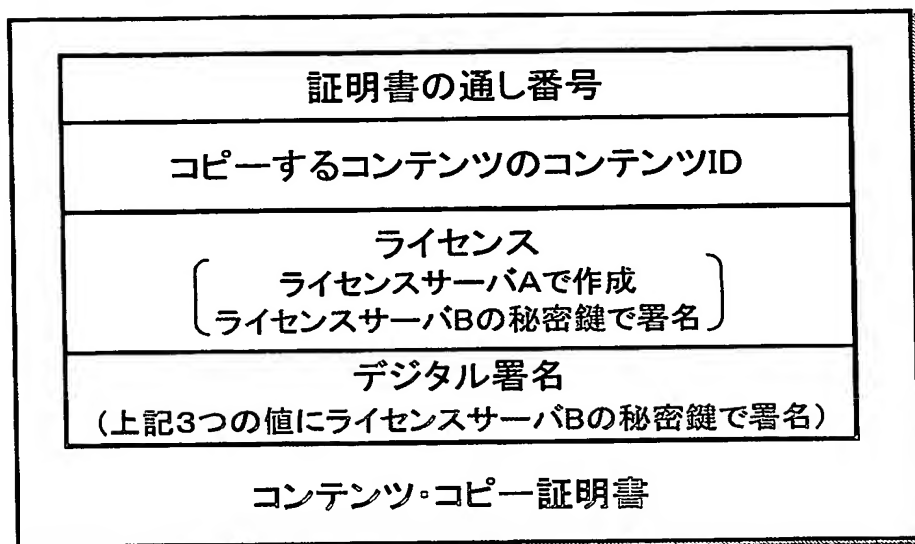 証明書の通し番号
コピーするコンテンツのコンテンツID
ライセンス
ライセンスサーバAで作成
ライセンスサーバBの秘密鍵で署名
デジタル署名
(上記3つの値にライセンスサーバBの秘密鍵で署名)
コンテンツ・コピー証明書